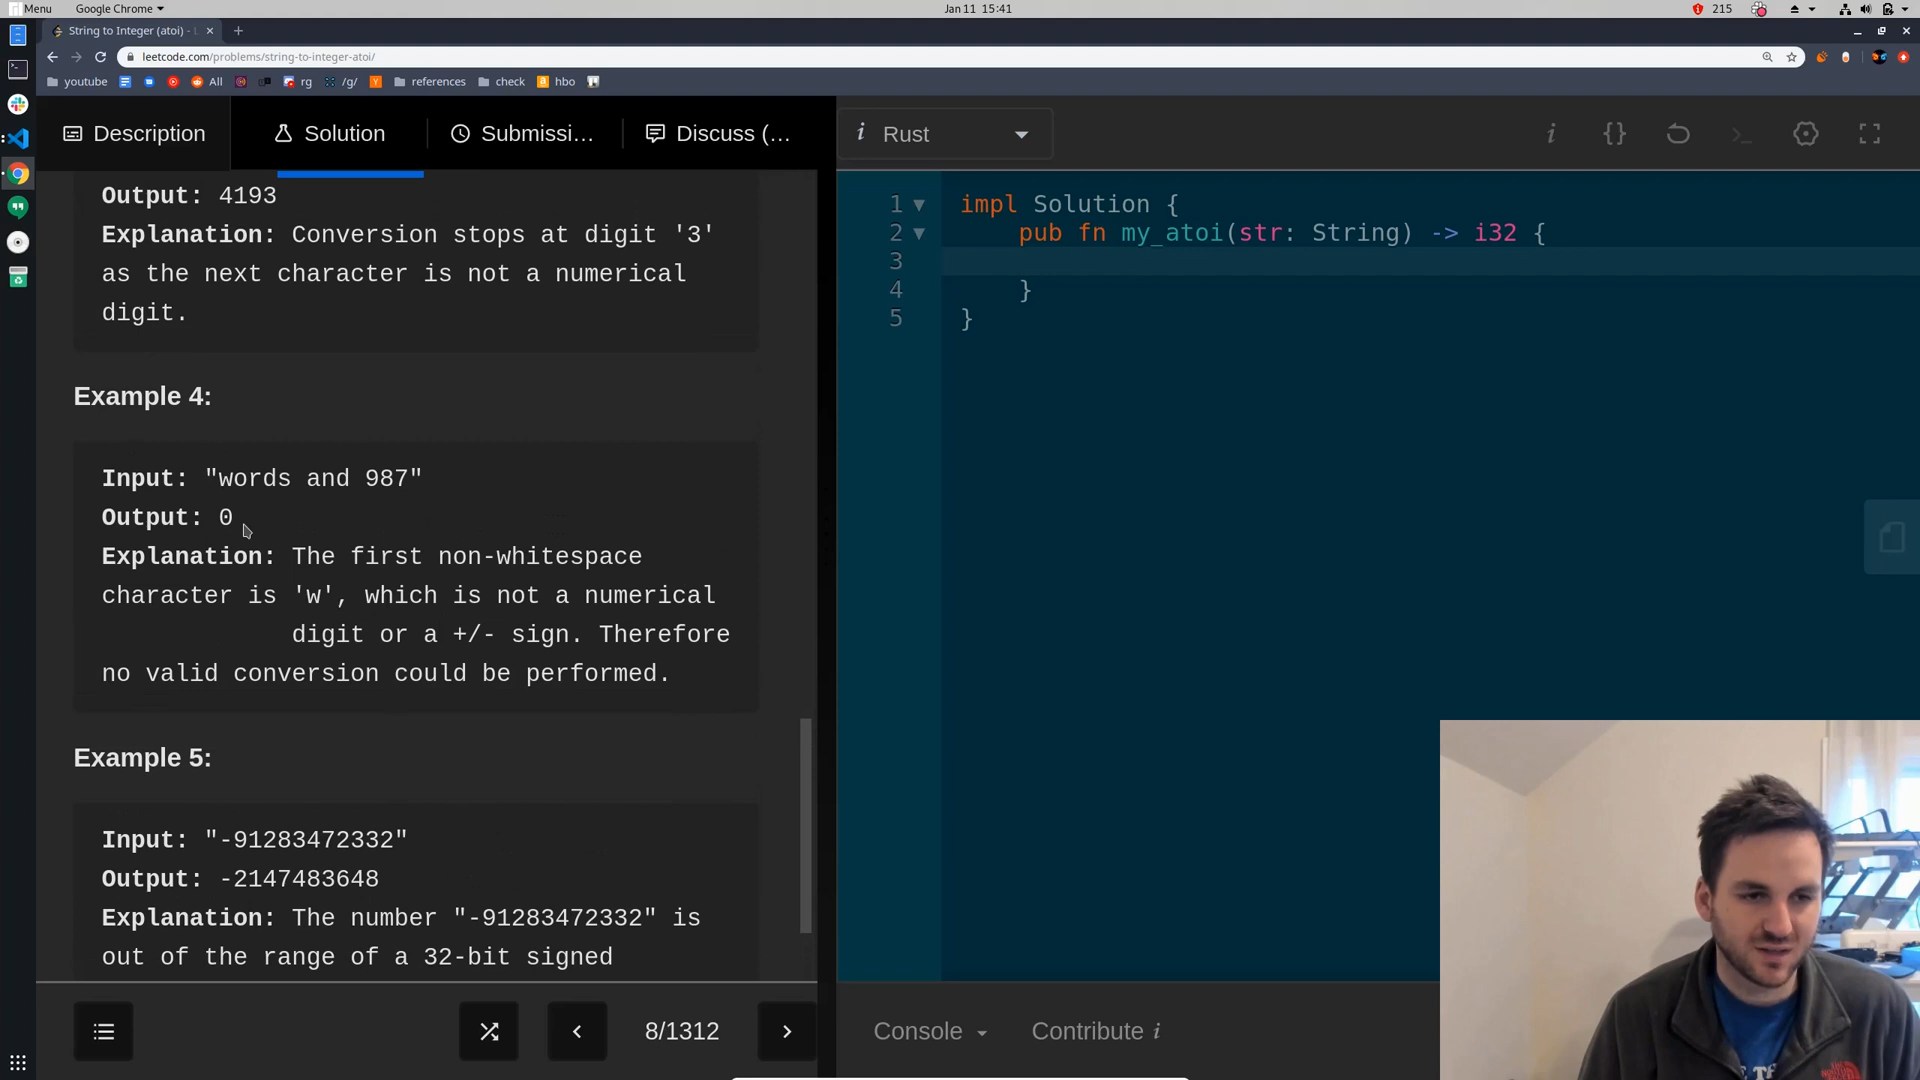 Menu
Google Chrome
Jan 11 15:41
215
String to Integer (atoi) - L
leetcode.com/problems/string-to-integer-atoi/
youtube
All
rg
/g/
references
check
hbo
Description
Solution
Submissi...
Discuss (...
Output: 4193
Explanation: Conversion stops at digit '3'
as the next character is not a numerical
digit.
Example 4:
Input: "words and 987"
Output: 0
Explanation: The first non-whitespace
character is 'w', which is not a numerical
digit or a +/- sign. Therefore
no valid conversion could be performed.
Example 5:
Input: "-91283472332"
Output: -2147483648
Explanation: The number "-91283472332" is
out of the range of a 32-bit signed
8/1312
i Rust
i {}
1 impl Solution {
2 pub fn my_atoi(str: String) -> i32 {
3
4 }
5 }
Console
Contribute i